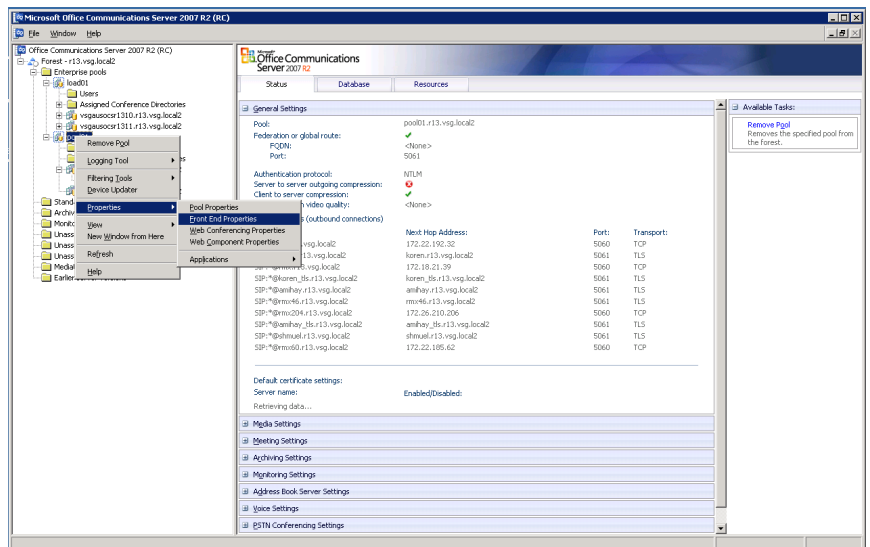 Microsoft Office Communications Server 2007 R2 (RC)
File Window Help
Office Communications Server 2007 R2 (RC)
Forest - r13.vsg.local2
Enterprise pools
load01
Users
Assigned Conference Directories
vsgausocsr1310.r13.vsg.local2
vsgausocsr1311.r13.vsg.local2
Stand
Archiv
Monito
Unass
Unass
Unass
Media
Earlier
Remove Pool
Logging Tool
Filtering Tools
Device Updater
Properties
View
New Window from Here
Refresh
Help
Pool Properties
Front End Properties
Web Conferencing Properties
Web Component Properties
Applications
Microsoft
Office Communications
Server 2007 R2
Status Database Resources
General Settings
Pool: pool01.r13.vsg.local2
Federation or global route:
FQDN: <None>
Port: 5061
Authentication protocol: NTLM
Server to server outgoing compression:
Client to server compression:
video quality: <None>
(outbound connections)
Next Hop Address: Port: Transport:
.vsg.local2 172.22.192.32 5060 TCP
r13.vsg.local2 koren.r13.vsg.local2 5061 TLS
.vsg.local2 172.18.21.39 5060 TCP
SIP:*@koren_tls.r13.vsg.local2 koren_tls.r13.vsg.local2 5061 TLS
SIP:*@amihay.r13.vsg.local2 amihay.r13.vsg.local2 5061 TLS
SIP:*@rmx46.r13.vsg.local2 rmx46.r13.vsg.local2 5061 TLS
SIP:*@rmx204.r13.vsg.local2 172.26.210.206 5060 TCP
SIP:*@amihay_tls.r13.vsg.local2 amihay_tls.r13.vsg.local2 5061 TLS
SIP:*@shmuel.r13.vsg.local2 shmuel.r13.vsg.local2 5061 TLS
SIP:*@rmx60.r13.vsg.local2 172.22.185.62 5060 TCP
Default certificate settings:
Server name: Enabled/Disabled:
Retrieving data...
Media Settings
Meeting Settings
Archiving Settings
Monitoring Settings
Address Book Server Settings
Voice Settings
PSTN Conferencing Settings
Available Tasks:
Remove Pool
Removes the specified pool from
the forest.